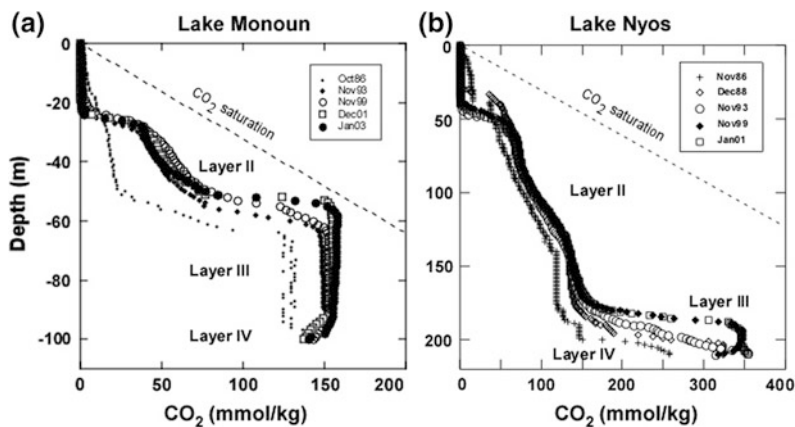 (a)
Lake Monoun
Depth (m)
0
-20
-40
-60
-80
-100
0
50
100
150
200
CO2 (mmol/kg)
Oct86
Nov93
Nov99
Dec01
Jan03
CO2 saturation
Layer II
Layer III
Layer IV
(b)
Lake Nyos
0
50
100
150
200
0
100
200
300
400
CO2 (mmol/kg)
Nov86
Dec88
Nov93
Nov99
Jan01
CO2 saturation
Layer II
Layer III
Layer IV